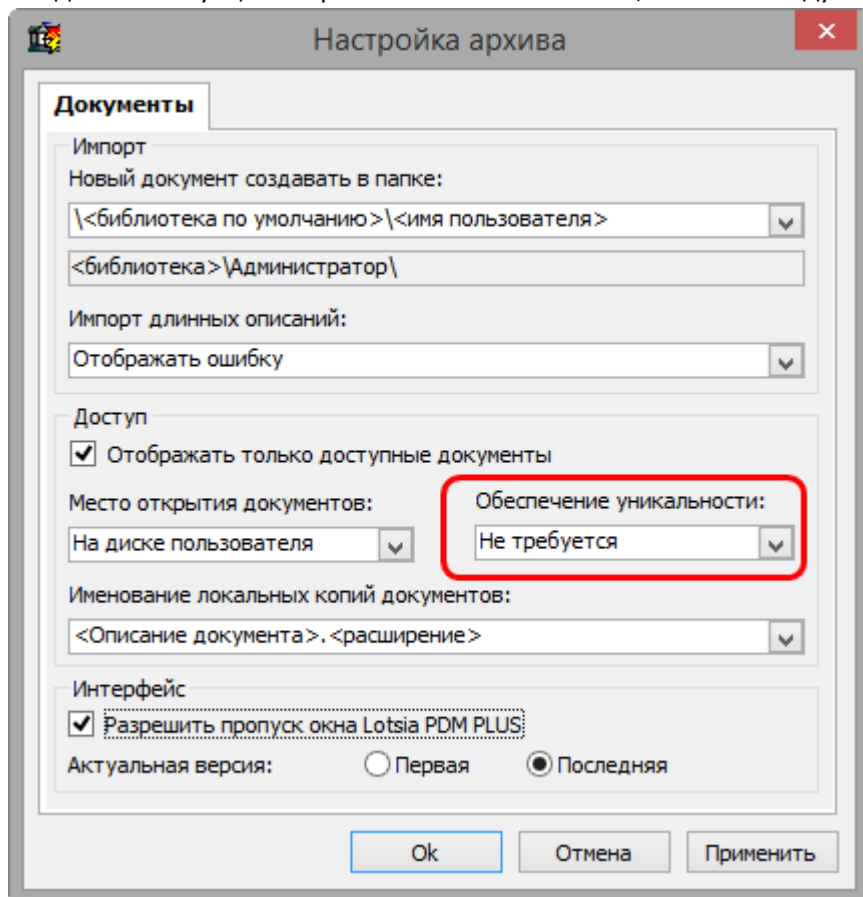 Настройка архива
Документы
Импорт
Новый документ создавать в папке:
\<библиотека по умолчанию>\<имя пользователя>
<библиотека>\Администратор\
Импорт длинных описаний:
Отображать ошибку
Доступ
Отображать только доступные документы
Место открытия документов: Обеспечение уникальности:
На диске пользователя Не требуется
Именование локальных копий документов:
<Описание документа>.<расширение>
Интерфейс
Разрешить пропуск окна Lotsia PDM PLUS
Актуальная версия: Первая Последняя
Ok Отмена Применить